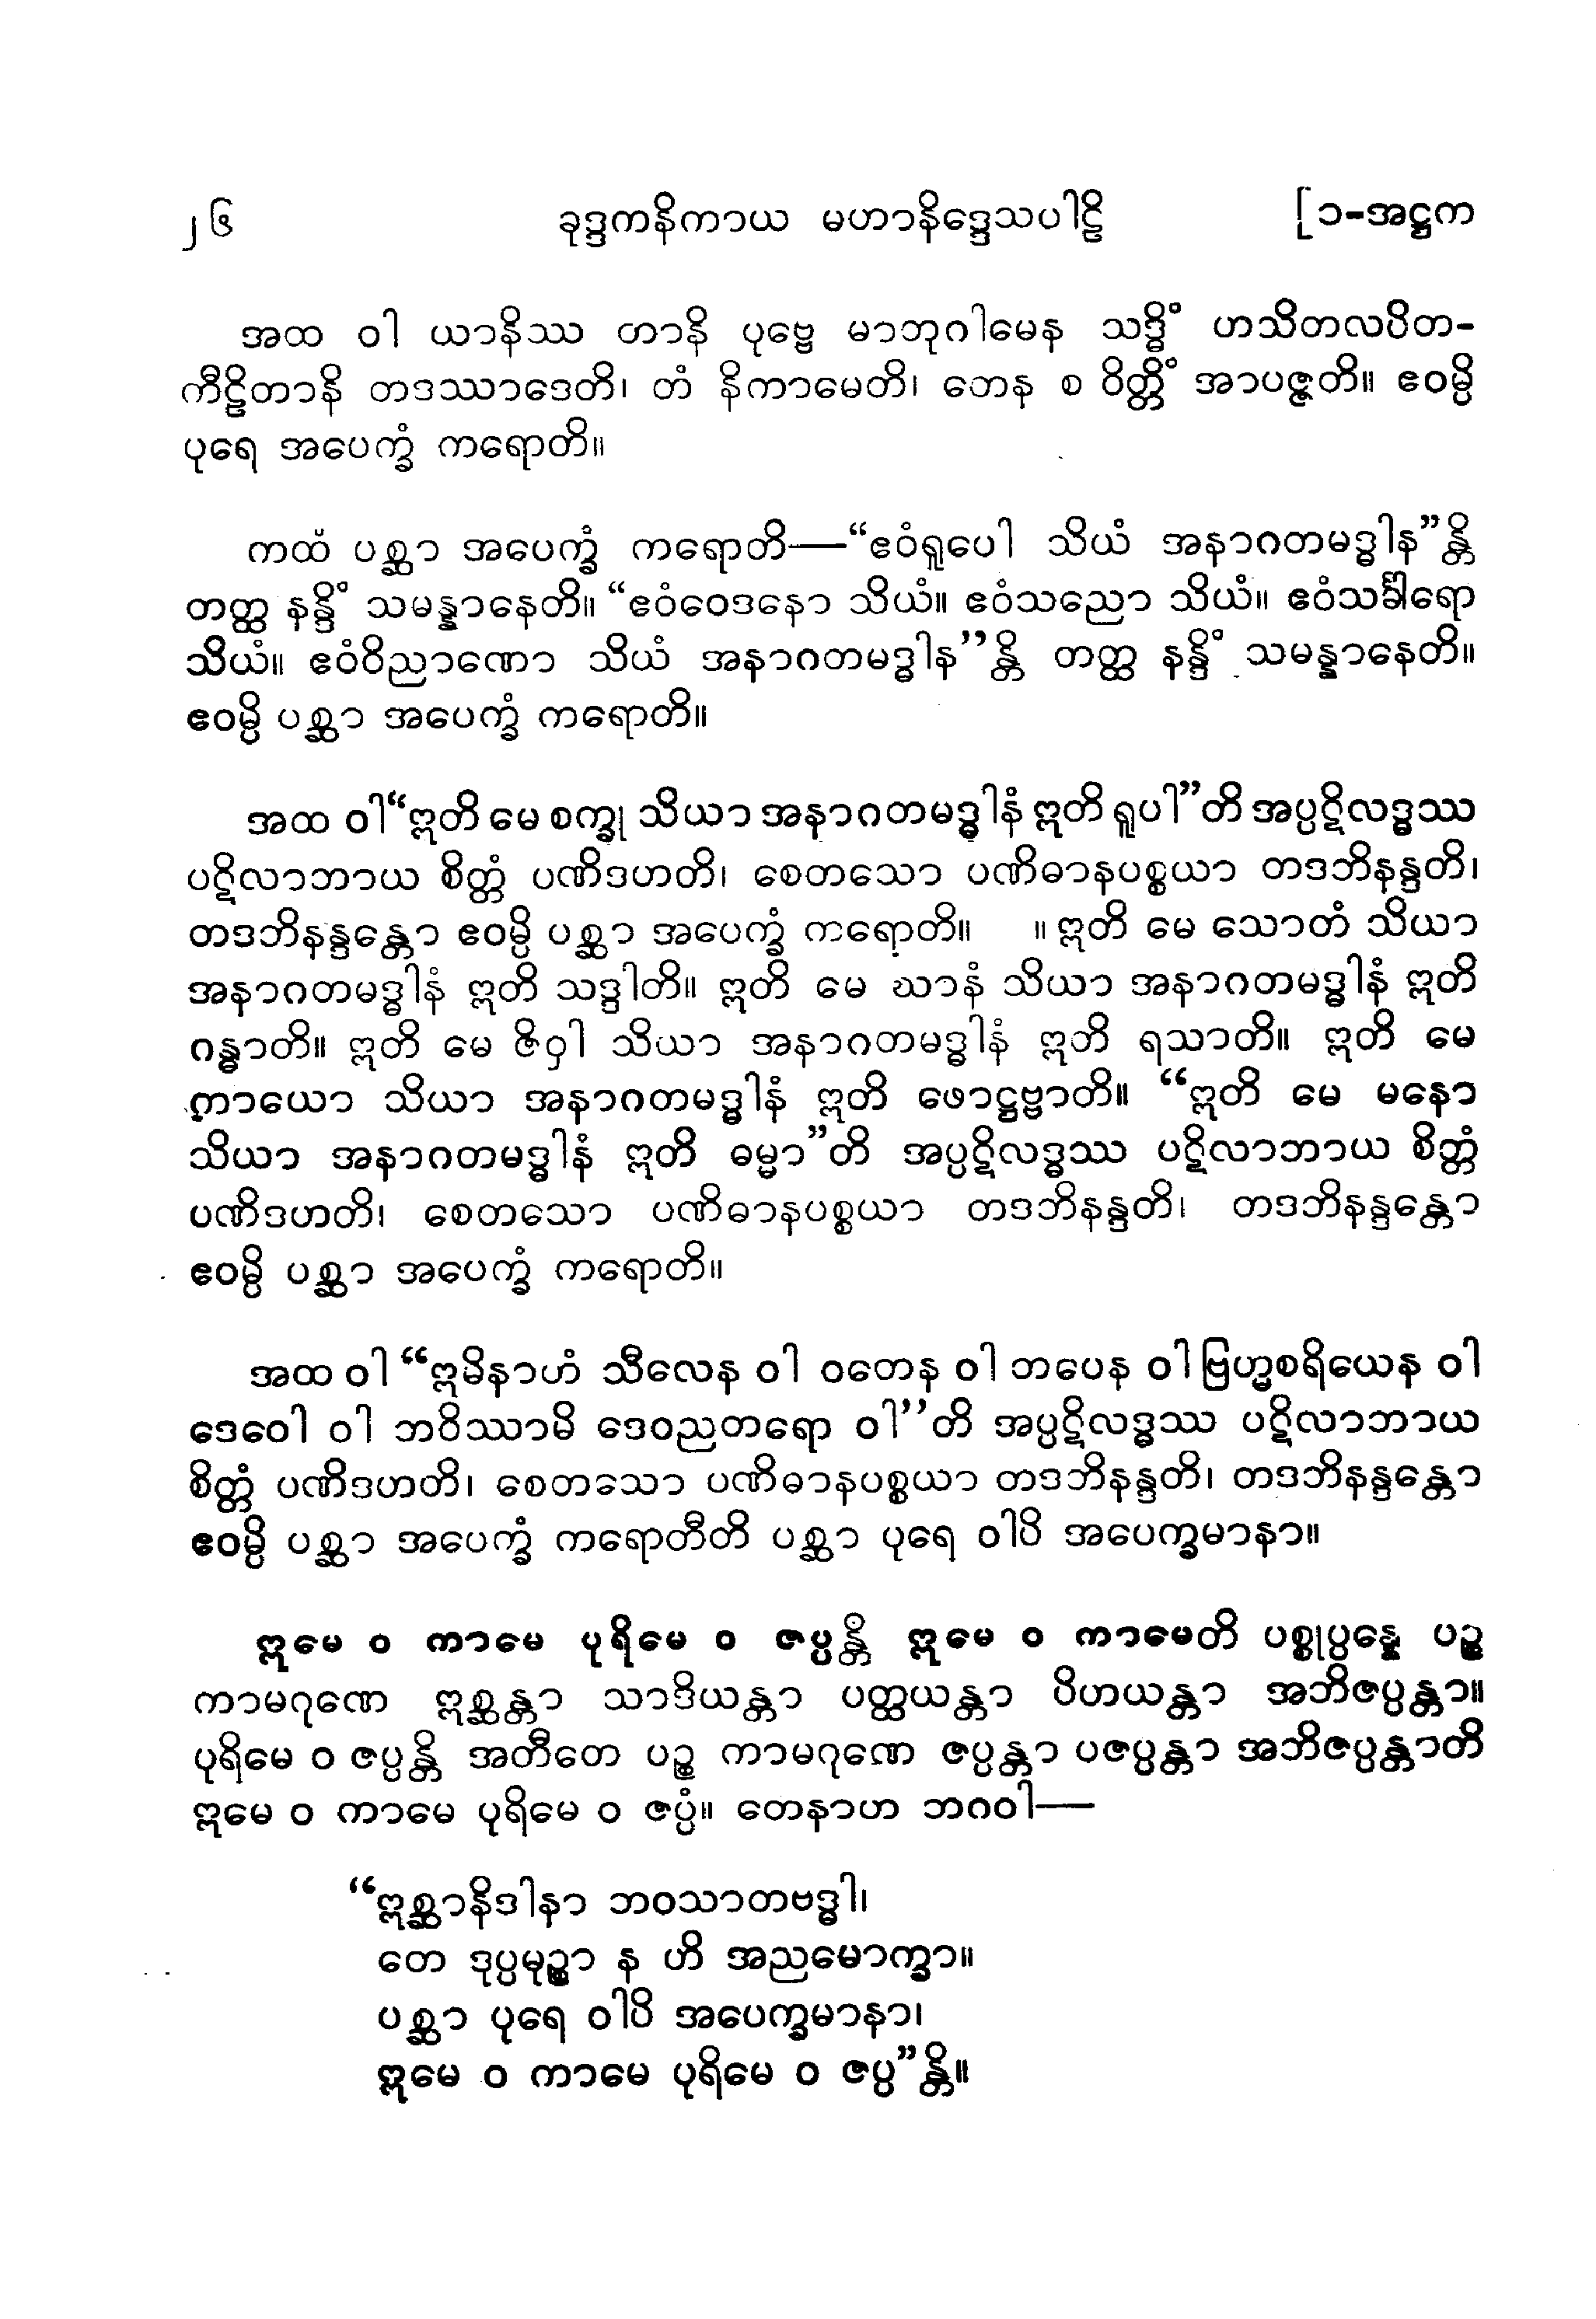 ၂၆ ခုဒ္ဒကနိကာယ မဟာနိဒ္ဒေသပါဠိ [၁-အဋ္ဌက
အထ ဝါ ယာနိဿ တာနိ ပုဗ္ဗေ မာတုဂါမေန သဒ္ဓိံ ဟသိတလပိတ-
ကီဠိတာနိ တဒဿာဒေတိ၊ တံ နိကာမေတိ၊ တေန စ ဝိတ္တိံ အာပဇ္ဇတိ။ ဧဝမ္ပိ
ပုရေ အပေက္ခံ ကရောတိ။
ကထံ ပစ္ဆာ အပေက္ခံ ကရောတိ—“ဧဝံရူပေါ သိယံ အနာဂတမဒ္ဓါန”န္တိ
တတ္ထ နန္ဒိံ သမန္နာနေတိ။ “ဧဝံဝေဒနော သိယံ။ ဧဝံသညော သိယံ။ ဧဝံသင်္ခါရော
သိယံ။ ဧဝံဝိညာဏော သိယံ အနာဂတမဒ္ဓါန”န္တိ တတ္ထ နန္ဒိံ သမန္နာနေတိ။
ဧဝမ္ပိ ပစ္ဆာ အပေက္ခံ ကရောတိ။
အထ ဝါ“ဣတိ မေ စက္ခု သိယာ အနာဂတမဒ္ဓါနံ ဣတိ ရူပါ”တိ အပ္ပဋိလဒ္ဓဿ
ပဋိလာဘာယ စိတ္တံ ပဏိဒဟတိ၊ စေတသော ပဏိဓာနပစ္စယာ တဒဘိနန္ဒတိ၊
တဒဘိနန္ဒန္တော ဧဝမ္ပိ ပစ္ဆာ အပေက္ခံ ကရောတိ။ ။ ဣတိ မေ သောတံ သိယာ
အနာဂတမဒ္ဓါနံ ဣတိ သဒ္ဒါတိ။ ဣတိ မေ ဃာနံ သိယာ အနာဂတမဒ္ဓါနံ ဣတိ
ဂန္ဓာတိ။ ဣတိ မေ ဇိဝှါ သိယာ အနာဂတမဒ္ဓါနံ ဣတိ ရသာတိ။ ဣတိ မေ
ကာယော သိယာ အနာဂတမဒ္ဓါနံ ဣတိ ဖောဋ္ဌဗ္ဗာတိ။ “ဣတိ မေ မနော
သိယာ အနာဂတမဒ္ဓါနံ ဣတိ ဓမ္မာ”တိ အပ္ပဋိလဒ္ဓဿ ပဋိလာဘာယ စိတ္တံ
ပဏိဒဟတိ၊ စေတသော ပဏိဓာနပစ္စယာ တဒဘိနန္ဒတိ၊ တဒဘိနန္ဒန္တော
ဧဝမ္ပိ ပစ္ဆာ အပေက္ခံ ကရောတိ။
အထ ဝါ “ဣမိနာဟံ သီလေန ဝါ ဝတေန ဝါ တပေန ဝါ ဗြဟ္မစရိယေန ဝါ
ဒေဝေါ ဝါ ဘဝိဿာမိ ဒေဝညတရော ဝါ”တိ အပ္ပဋိလဒ္ဓဿ ပဋိလာဘာယ
စိတ္တံ ပဏိဒဟတိ၊ စေတသော ပဏိဓာနပစ္စယာ တဒဘိနန္ဒတိ၊ တဒဘိနန္ဒန္တော
ဧဝမ္ပိ ပစ္ဆာ အပေက္ခံ ကရောတီတိ ပစ္ဆာ ပုရေ ဝါပိ အပေက္ခမာနာ။
ဣမေ ဝ ကာမေ ပုရိမေ ဝ ဇပ္ပန္တိ ဣမေ ဝ ကာမေတိ ပစ္စုပ္ပန္နေ ပဉ္စ
ကာမဂုဏေ ဣစ္ဆန္တာ သာဒိယန္တာ ပတ္ထယန္တာ ပိဟယန္တာ အဘိဇပ္ပန္တာ။
ပုရိမေ ဝ ဇပ္ပန္တိ အတီတေ ပဉ္စ ကာမဂုဏေ ဇပ္ပန္တာ ပဇပ္ပန္တာ အဘိဇပ္ပန္တာတိ
ဣမေ ဝ ကာမေ ပုရိမေ ဝ ဇပ္ပံ။ တေနာဟ ဘဂဝါ—
“ဣစ္ဆာနိဒါနာ ဘဝသာတဗဒ္ဓါ၊
တေ ဒုပ္ပမုဉ္စာ န ဟိ အညမောက္ခာ။
ပစ္ဆာ ပုရေ ဝါပိ အပေက္ခမာနာ၊
ဣမေ ဝ ကာမေ ပုရိမေ ဝ ဇပ္ပ”န္တိ။